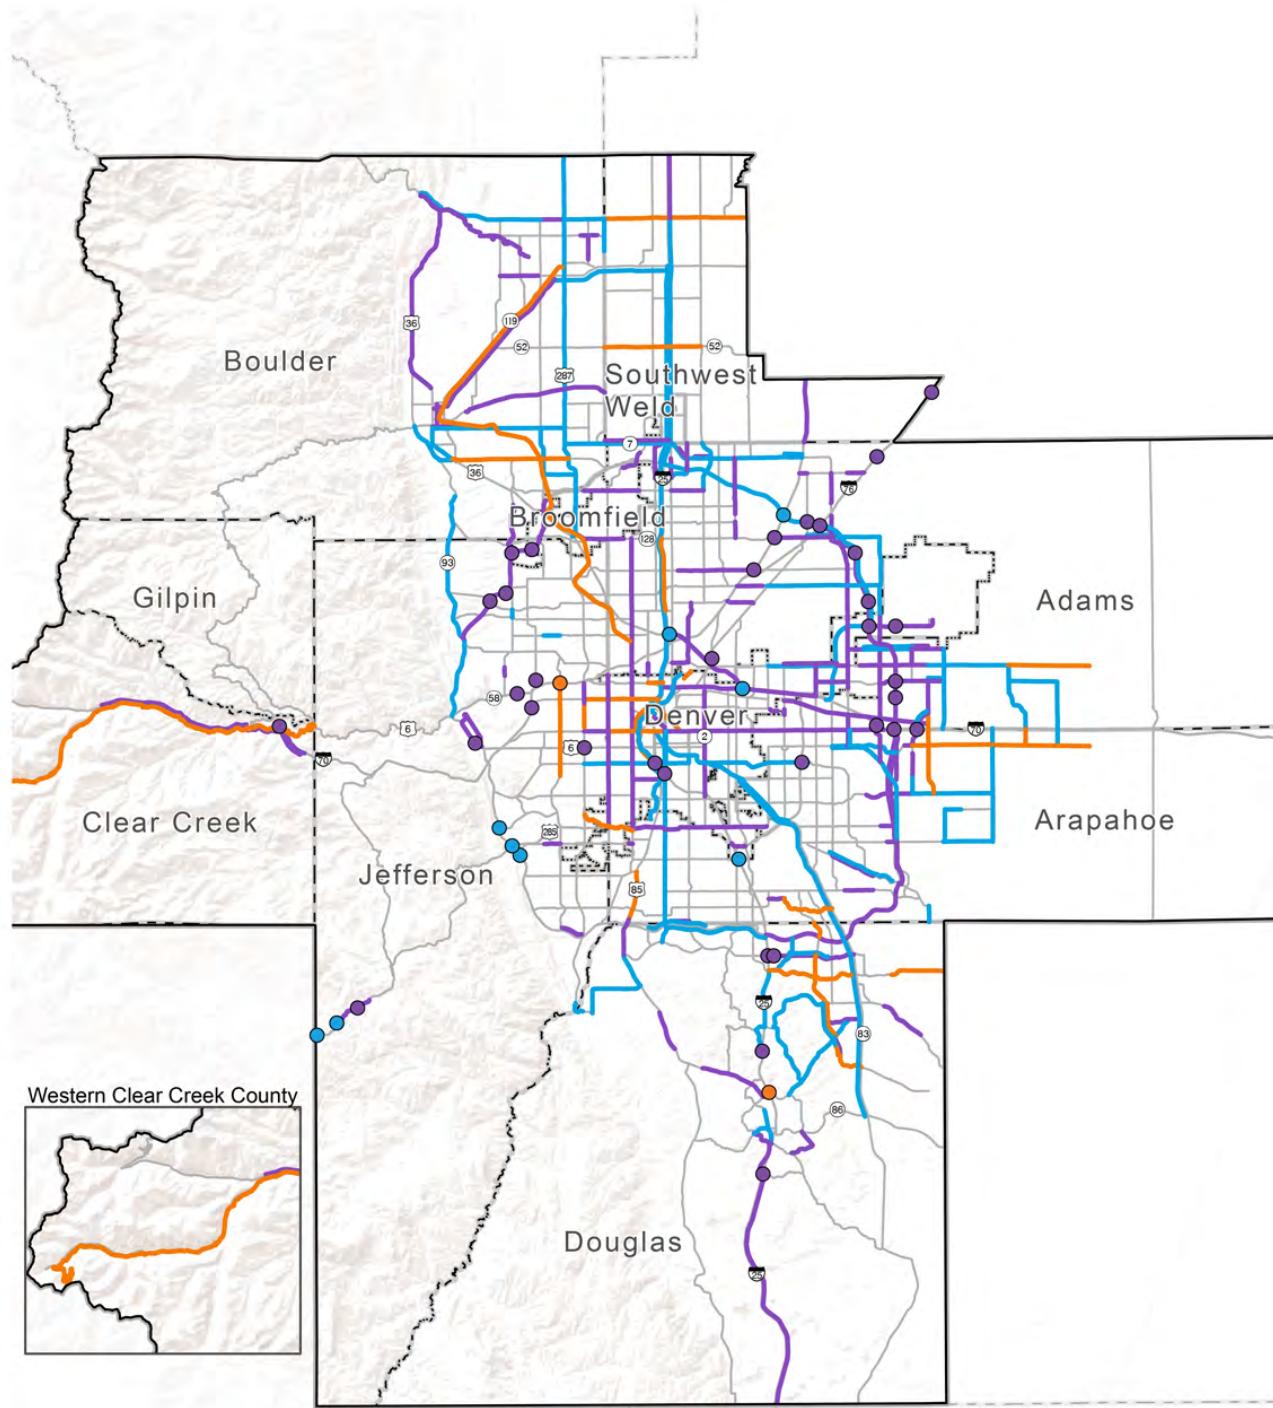 36
119
52
52
Boulder
287
Southwest
Weld
7
36
25
76
Broomfield
128
93
Gilpin
Adams
58
Denver
6
2
70
6
70
Clear Creek
285
Arapahoe
Jefferson
85
25
83
Western Clear Creek County
86
Douglas
25